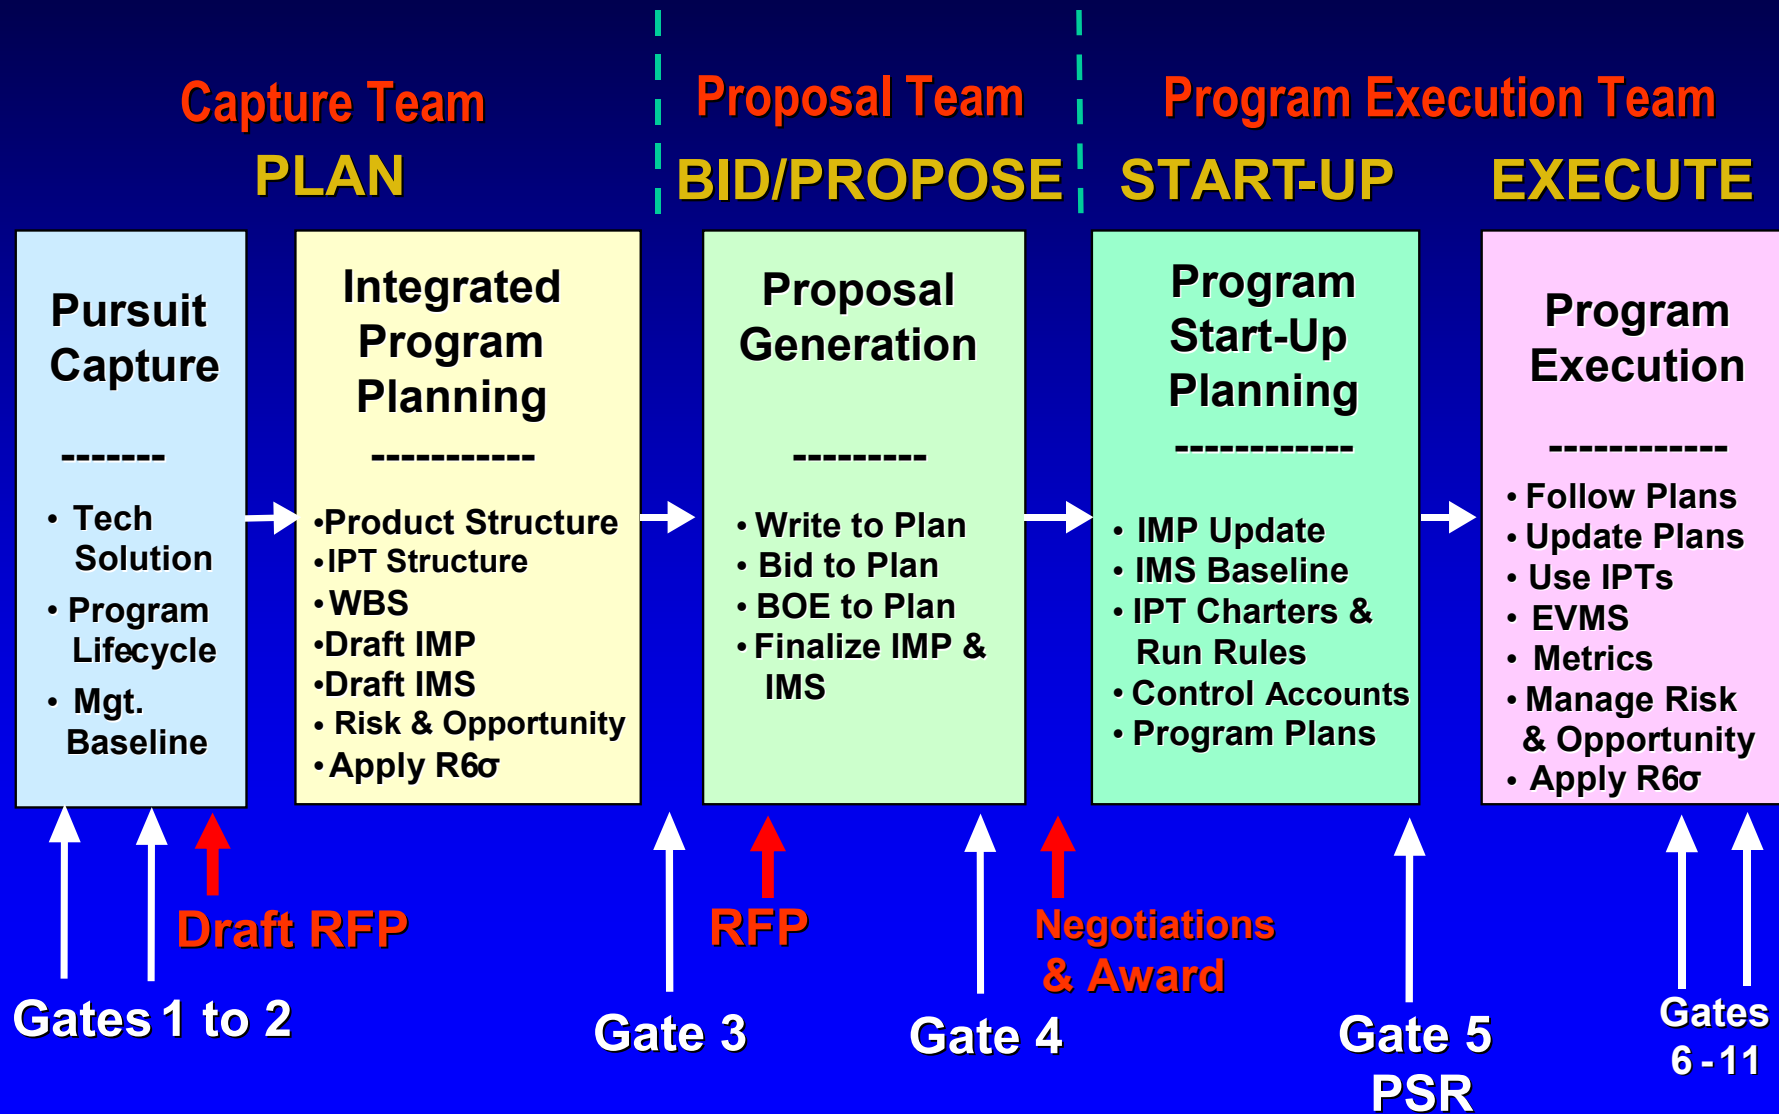 Capture Team
PLAN
Proposal Team
BID/PROPOSE
Program Execution Team
START-UP
EXECUTE
Pursuit
Capture
-------
• Tech
Solution
• Program
Lifecycle
• Mgt.
Baseline
Integrated
Program
Planning
-----------
•Product Structure
•IPT Structure
•WBS
•Draft IMP
•Draft IMS
• Risk & Opportunity
•Apply R6σ
Proposal
Generation
---------
• Write to Plan
• Bid to Plan
• BOE to Plan
• Finalize IMP &
IMS
Program
Start-Up
Planning
------------
• IMP Update
• IMS Baseline
• IPT Charters &
Run Rules
• Control Accounts
• Program Plans
Program
Execution
------------
• Follow Plans
• Update Plans
• Use IPTs
• EVMS
• Metrics
• Manage Risk
& Opportunity
• Apply R6σ
Draft RFP
RFP
Negotiations
& Award
Gates 1 to 2
Gate 3
Gate 4
Gate 5
PSR
Gates
6 - 11